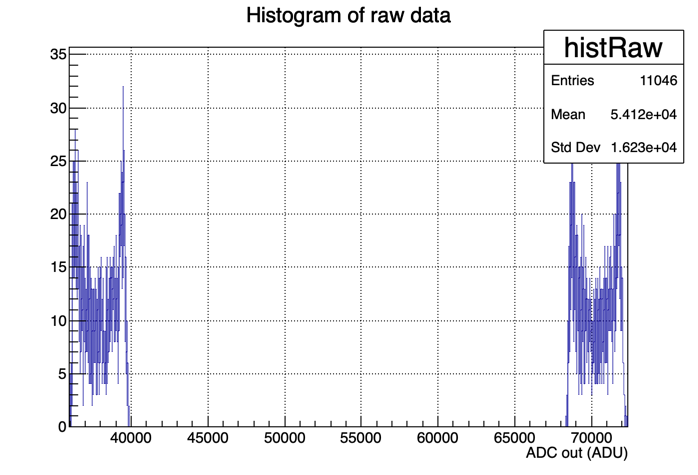 Histogram of raw data
histRaw
Entries 11046
Mean 5.412e+04
Std Dev 1.623e+04
35
30
25
20
15
10
5
0
40000 45000 50000 55000 60000 65000 70000
ADC out (ADU)